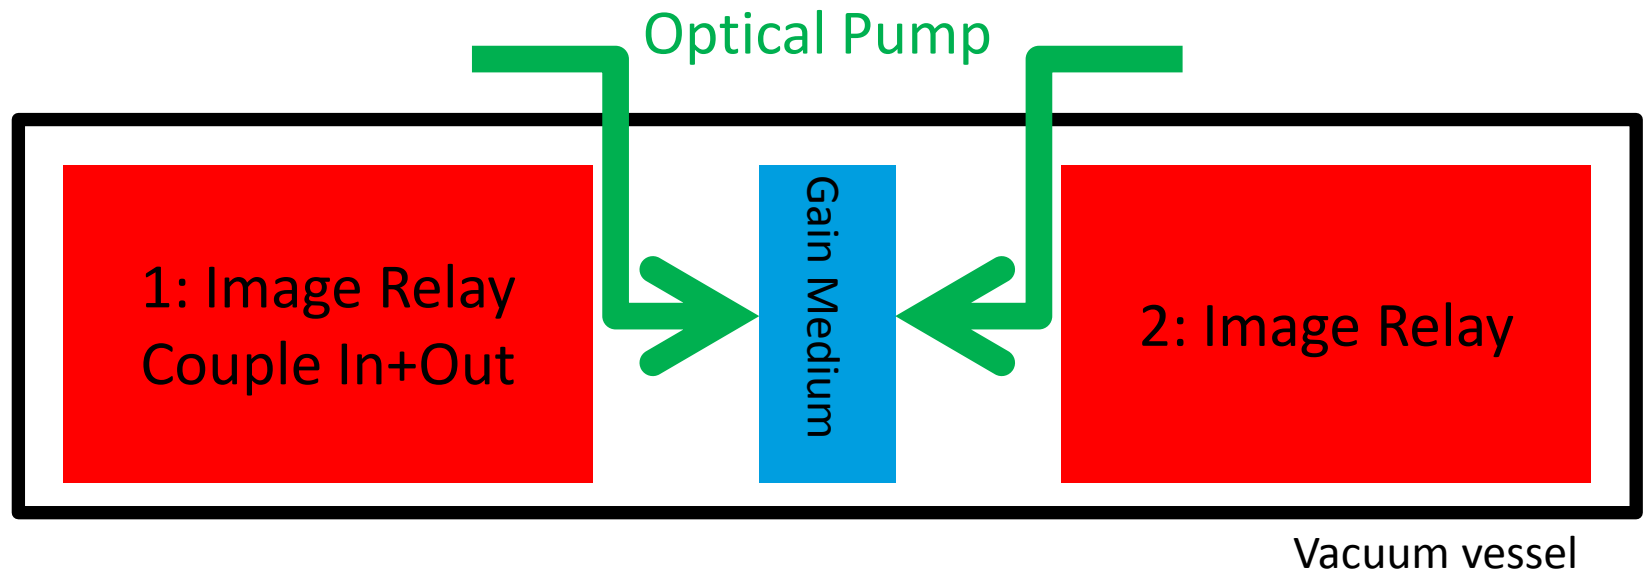 Optical Pump
1: Image Relay
Couple In+Out
Gain Medium
2: Image Relay
Vacuum vessel